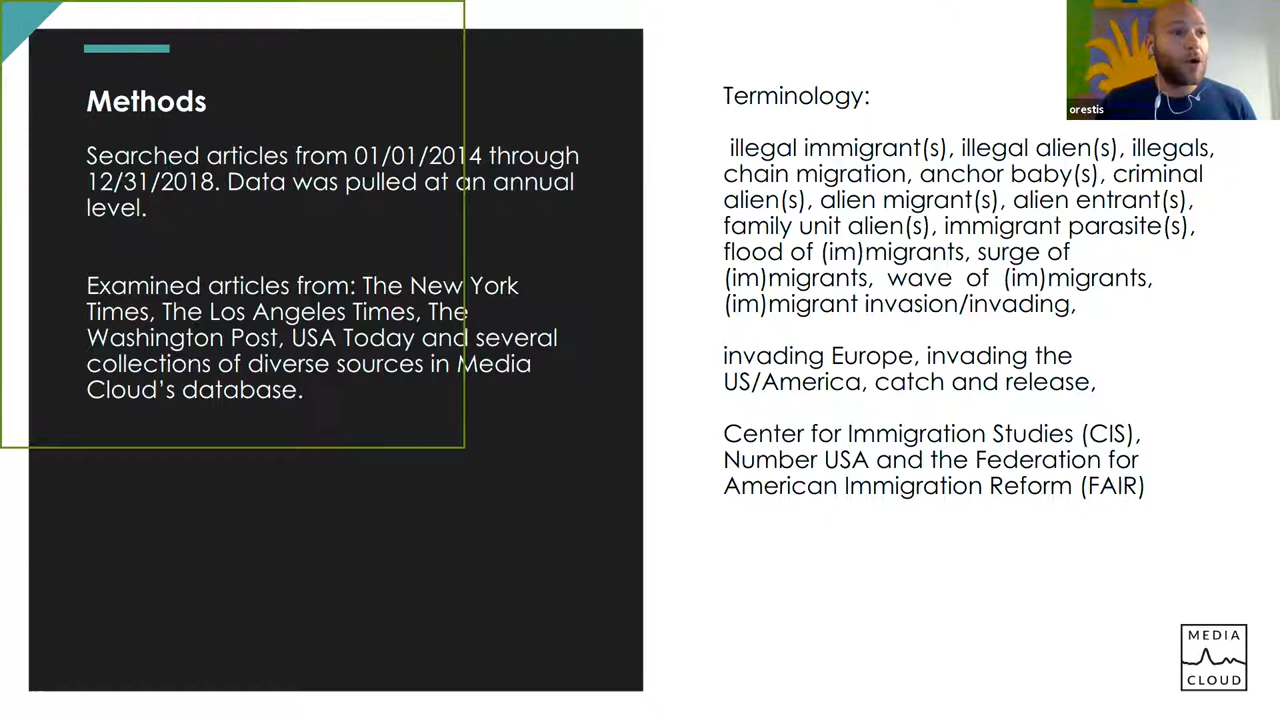 Methods
Searched articles from 01/01/2014 through
12/31/2018. Data was pulled at an annual
level.
Examined articles from: The New York
Times, The Los Angeles Times, The
Washington Post, USA Today and several
collections of diverse sources in Media
Cloud's database.
Terminology:
illegal immigrant(s), illegal alien(s), illegals,
chain migration, anchor baby(s), criminal
alien(s), alien migrant(s), alien entrant(s),
family unit alien(s), immigrant parasite(s),
flood of (im)migrants, surge of
(im)migrants, wave of (im)migrants,
(im)migrant invasion/invading,
invading Europe, invading the
US/America, catch and release,
Center for Immigration Studies (CIS),
Number USA and the Federation for
American Immigration Reform (FAIR)
orestis
MEDIA
CLOUD